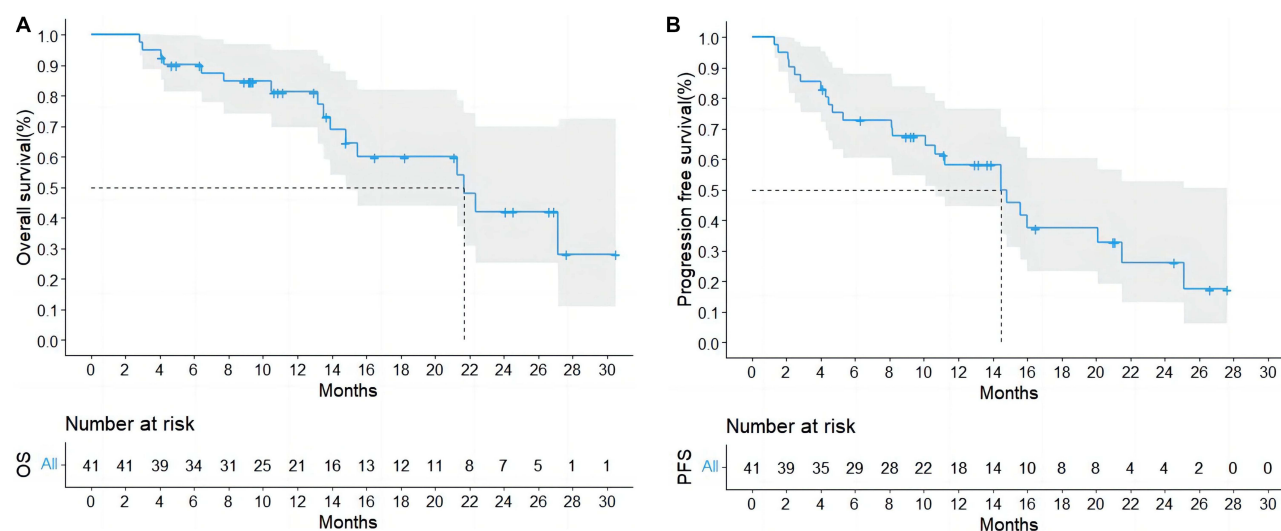 A
Overall survival(%)
1.0
0.9
0.8
0.7
0.6
0.5
0.4
0.3
0.2
0.1
0.0
0 2 4 6 8 10 12 14 16 18 20 22 24 26 28 30
Months
Number at risk
OS
All 41 41 39 34 31 25 21 16 13 12 11 8 7 5 1 1
0 2 4 6 8 10 12 14 16 18 20 22 24 26 28 30
Months
B
Progression free survival(%)
1.0
0.9
0.8
0.7
0.6
0.5
0.4
0.3
0.2
0.1
0.0
0 2 4 6 8 10 12 14 16 18 20 22 24 26 28 30
Months
Number at risk
PFS
All 41 39 35 29 28 22 18 14 10 8 8 4 4 2 0 0
0 2 4 6 8 10 12 14 16 18 20 22 24 26 28 30
Months